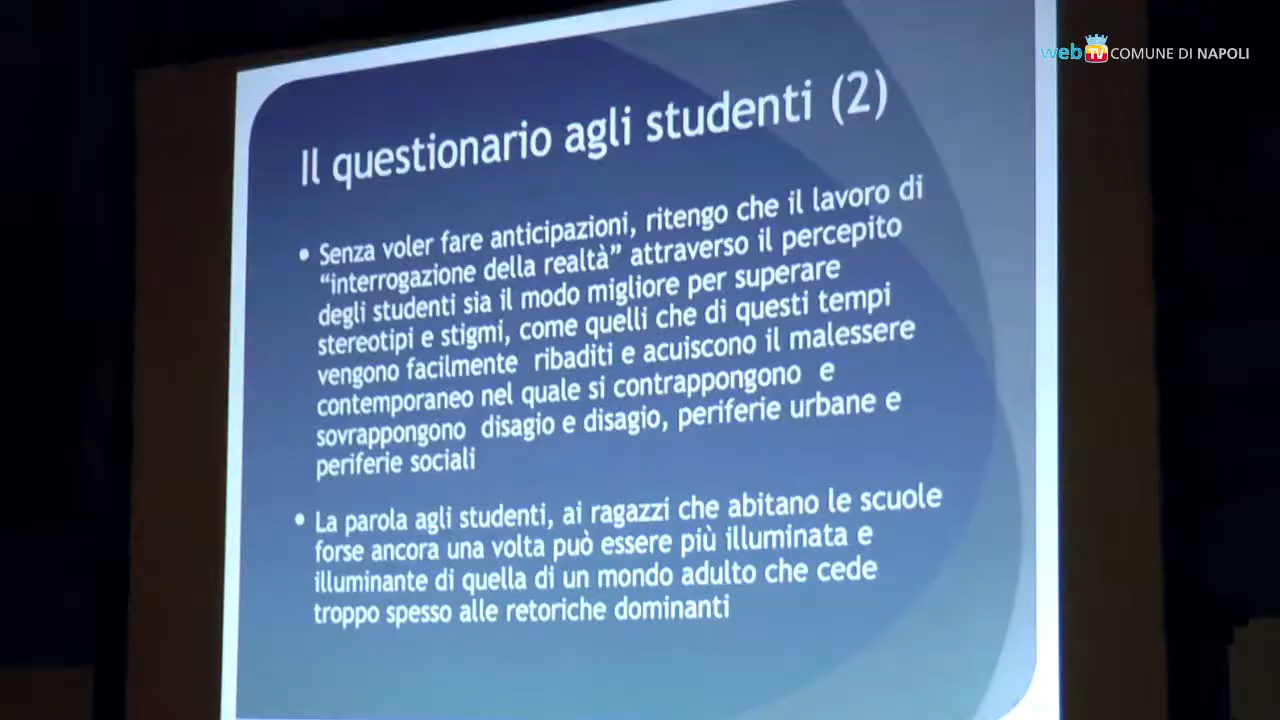 web TV COMUNE DI NAPOLI
Il questionario agli studenti (2)
• Senza voler fare anticipazioni, ritengo che il lavoro di
“interrogazione della realtà” attraverso il percepito
degli studenti sia il modo migliore per superare
stereotipi e stigmi, come quelli che di questi tempi
vengono facilmente ribaditi e acuiscono il malessere
contemporaneo nel quale si contrappongono e
sovrappongono disagio e disagio, periferie urbane e
periferie sociali
• La parola agli studenti, ai ragazzi che abitano le scuole
forse ancora una volta può essere più illuminata e
illuminante di quella di un mondo adulto che cede
troppo spesso alle retoriche dominanti